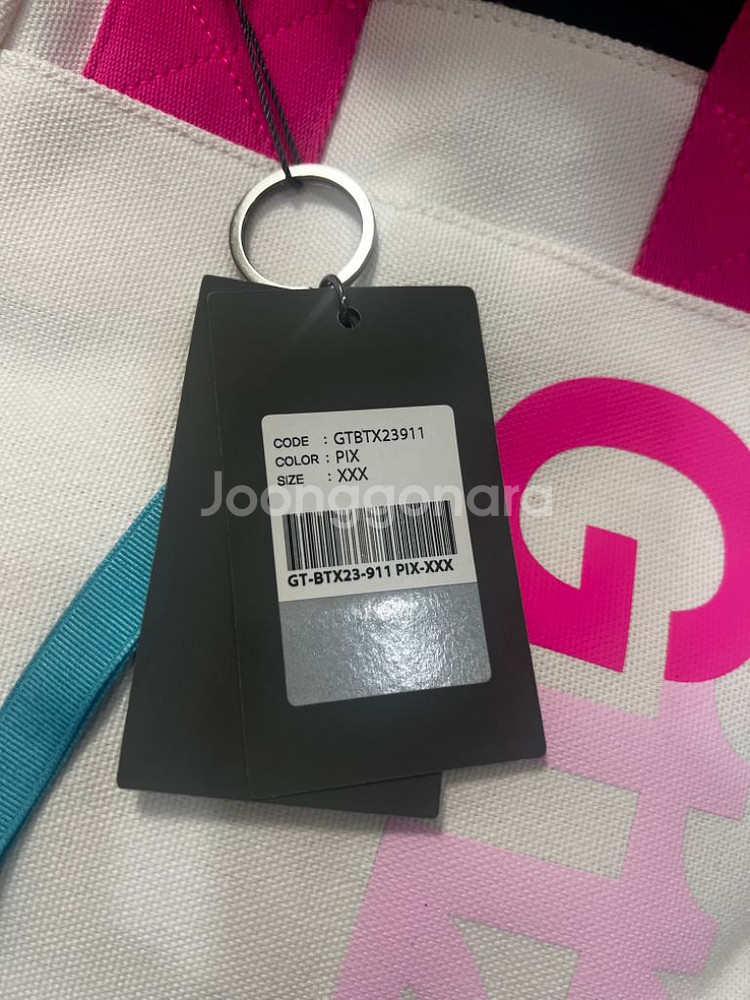 CODE : GTBTX23911
COLOR : PIX
SIZE : XXX
Joonggonara
GT-BTX23-911 PIX-XXX
G